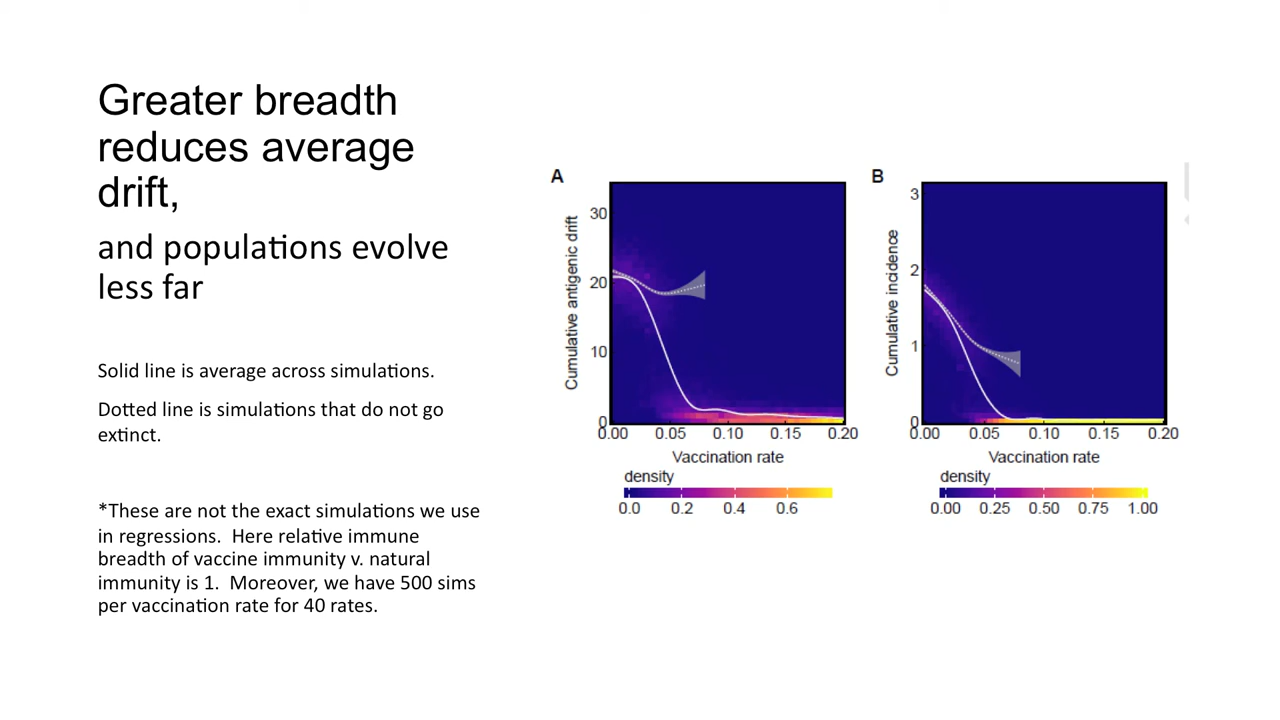 Greater breadth
reduces average
drift,
and populations evolve
less far
Solid line is average across simulations.
Dotted line is simulations that do not go
extinct.
*These are not the exact simulations we use
in regressions.  Here relative immune
breadth of vaccine immunity v. natural
immunity is 1.  Moreover, we have 500 sims
per vaccination rate for 40 rates.
A
Cumulative antigenic drift
30
20
10
0
0.00 0.05 0.10 0.15 0.20
Vaccination rate
density
0.0 0.2 0.4 0.6
B
Cumulative incidence
3
2
1
0
0.00 0.05 0.10 0.15 0.20
Vaccination rate
density
0.00 0.25 0.50 0.75 1.00